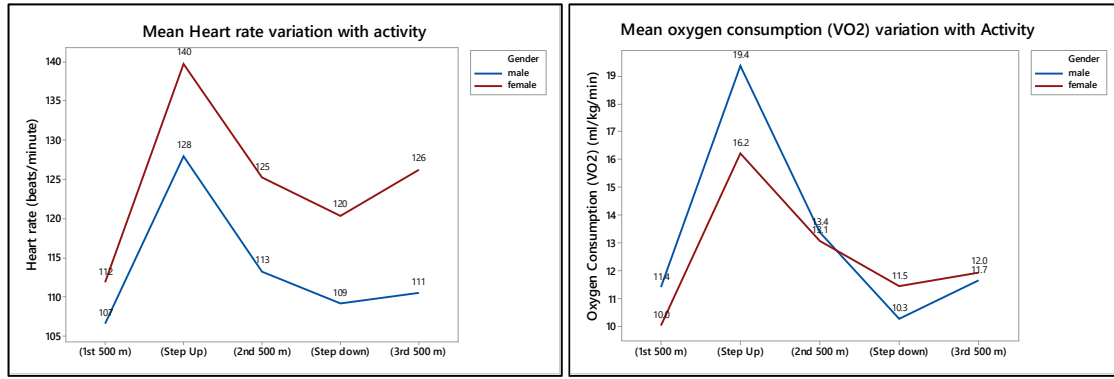 Mean Heart rate variation with activity
Gender
male
female
Heart rate (beats/minute)
140
135
130
125
120
115
110
105
140
128
112
107
125
113
120
109
126
111
(1st 500 m)
(Step Up)
(2nd 500 m)
(Step down)
(3rd 500 m)
Mean oxygen consumption (VO2) variation with Activity
Gender
male
female
Oxygen Consumption (VO2) (ml/kg/min)
19
18
17
16
15
14
13
12
11
10
19.4
16.2
11.4
10.0
13.4
13.1
11.5
10.3
12.0
11.7
(1st 500 m)
(Step Up)
(2nd 500 m)
(Step down)
(3rd 500 m)